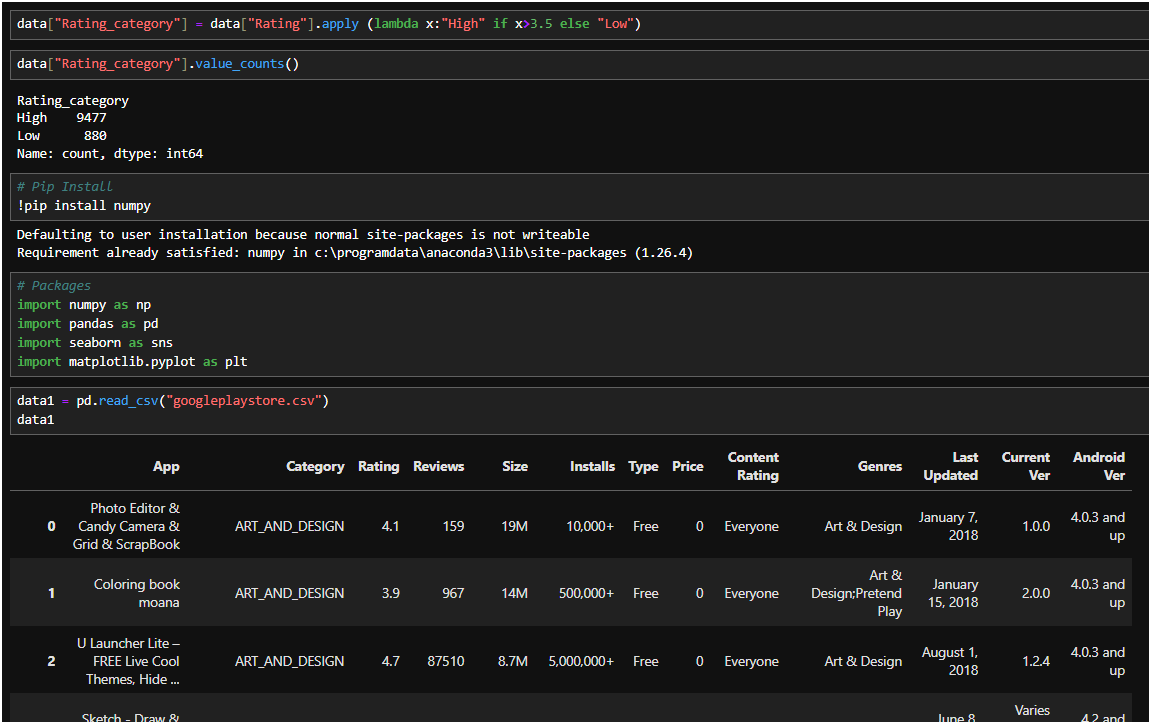 data["Rating_category"] = data["Rating"].apply (lambda x:"High" if x>3.5 else "Low")
data["Rating_category"].value_counts()
Rating_category
High    9477
Low      880
Name: count, dtype: int64
# Pip Install
!pip install numpy
Defaulting to user installation because normal site-packages is not writeable
Requirement already satisfied: numpy in c:\programdata\anaconda3\lib\site-packages (1.26.4)
# Packages
import numpy as np
import pandas as pd
import seaborn as sns
import matplotlib.pyplot as plt
data1 = pd.read_csv("googleplaystore.csv")
data1
App Category Rating Reviews Size Installs Type Price Content Rating Genres Last Updated Current Ver Android Ver
0 Photo Editor & Candy Camera & Grid & ScrapBook ART_AND_DESIGN 4.1 159 19M 10,000+ Free 0 Everyone Art & Design January 7, 2018 1.0.0 4.0.3 and up
1 Coloring book moana ART_AND_DESIGN 3.9 967 14M 500,000+ Free 0 Everyone Art & Design;Pretend Play January 15, 2018 2.0.0 4.0.3 and up
2 U Launcher Lite – FREE Live Cool Themes, Hide ... ART_AND_DESIGN 4.7 87510 8.7M 5,000,000+ Free 0 Everyone Art & Design August 1, 2018 1.2.4 4.0.3 and up
Sketch - Draw & June 8, Varies 4.2 and